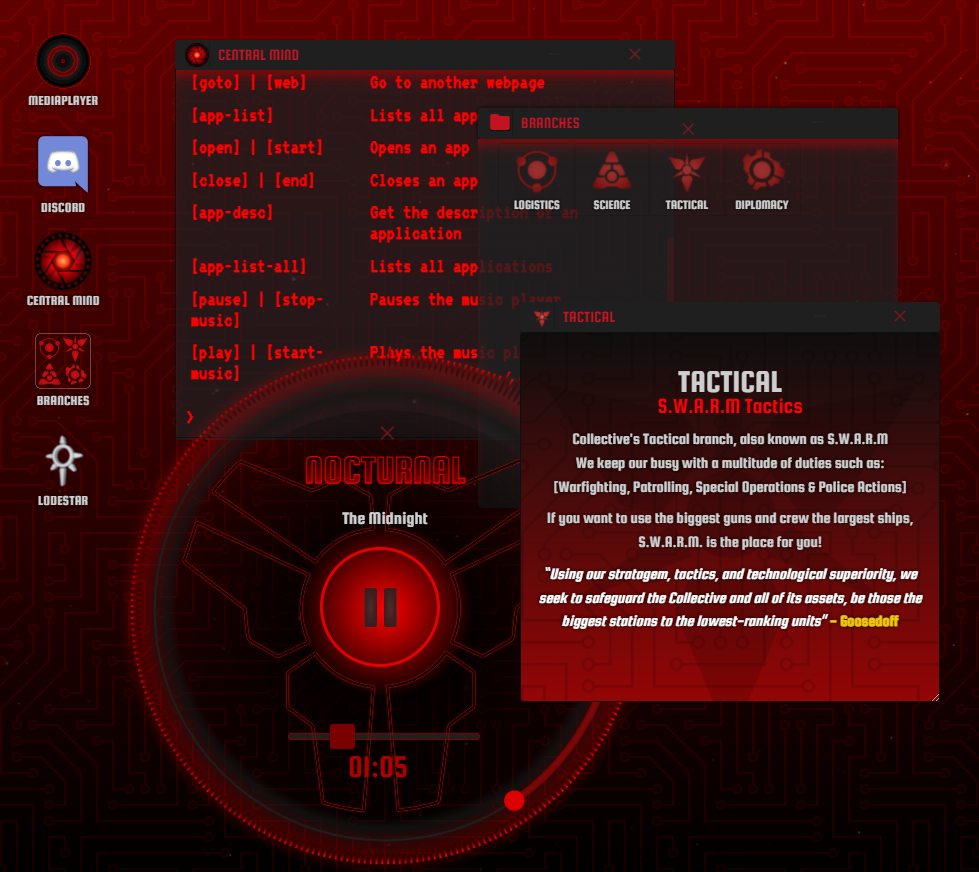 MEDIAPLAYER
DISCORD
CENTRAL MIND
BRANCHES
LODESTAR
CENTRAL MIND
[goto] | [web] Go to another webpage
[app-list] Lists all app
[open] | [start] Opens an app
[close] | [end] Closes an app
[app-desc] Get the description of an
application
[app-list-all] Lists all applications
[pause] | [stop- Pauses the music player
music]
[play] | [start- Plays the music pl
music]
❯
BRANCHES
LOGISTICS
SCIENCE
TACTICAL
DIPLOMACY
TACTICAL
TACTICAL
S.W.A.R.M Tactics
Collective's Tactical branch, also known as S.W.A.R.M
We keep our busy with a multitude of duties such as:
[Warfighting, Patrolling, Special Operations & Police Actions]
If you want to use the biggest guns and crew the largest ships,
S.W.A.R.M. is the place for you!
"Using our stratagem, tactics, and technological superiority, we
seek to safeguard the Collective and all of its assets, be those the
biggest stations to the lowest-ranking units" - Goosedoff
NOCTURNAL
The Midnight
01:05